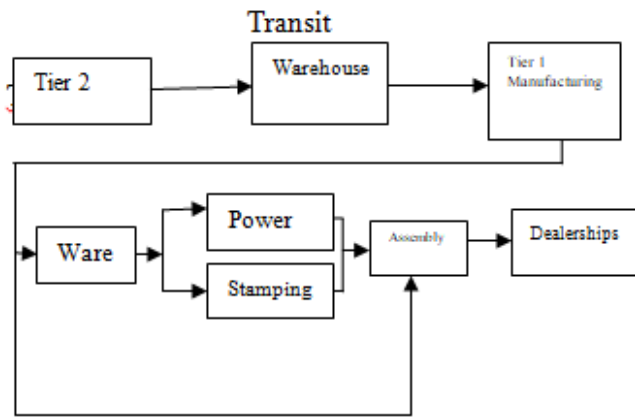 Transit
Tier 2
Warehouse
Tier 1
Manufacturing
Ware
Power
Stamping
Assembly
Dealerships